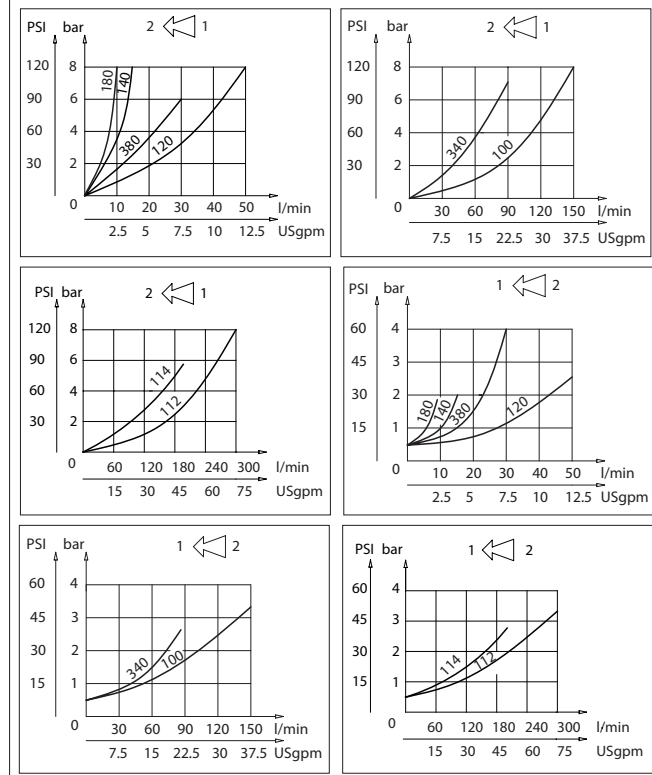 PSI bar 2 1
120 8
180 140
90 6
60 4
380 120
30 2
0
10 20 30 40 50 l/min
2.5 5 7.5 10 12.5 USgpm
PSI bar 2 1
120 8
90 6
60 4
340 100
30 2
0
30 60 90 120 150 l/min
7.5 15 22.5 30 37.5 USgpm
PSI bar 2 1
120 8
90 6
114
60 4
112
30 2
0
60 120 180 240 300 l/min
15 30 45 60 75 USgpm
PSI bar 1 2
60 4
45 3
30 2
180 140 380 120
15 1
0
10 20 30 40 50 l/min
2.5 5 7.5 10 12.5 USgpm
PSI bar 1 2
60 4
45 3
30 2
340 100
15 1
0
30 60 90 120 150 l/min
7.5 15 22.5 30 37.5 USgpm
PSI bar 1 2
60 4
45 3
30 2
114 112
15 1
0
60 120 180 240 300 l/min
15 30 45 60 75 USgpm